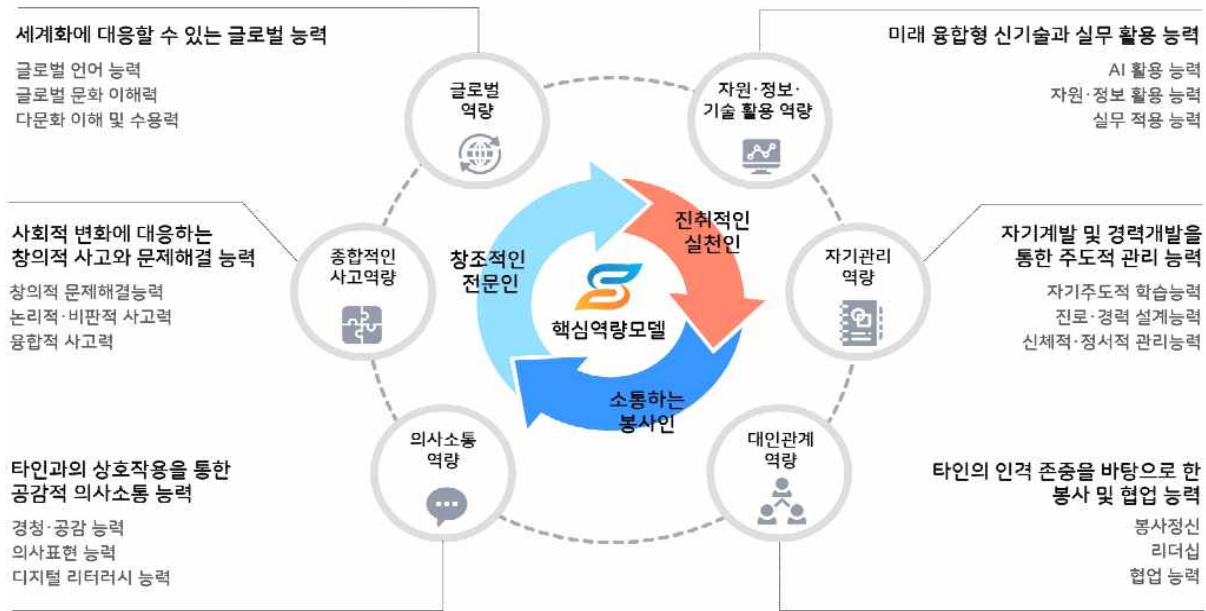 세계화에 대응할 수 있는 글로벌 능력
글로벌 언어 능력
글로벌 문화 이해력
다문화 이해 및 수용력
글로벌
역량
자원·정보·
기술 활용 역량
미래 융합형 신기술과 실무 활용 능력
AI 활용 능력
자원·정보 활용 능력
실무 적용 능력
사회적 변화에 대응하는
창의적 사고와 문제해결 능력
창의적 문제해결능력
논리적·비판적 사고력
융합적 사고력
종합적인
사고역량
창조적인
전문인
진취적인
실천인
핵심역량모델
소통하는
봉사인
자기관리
역량
자기계발 및 경력개발을
통한 주도적 관리 능력
자기주도적 학습능력
진로·경력 설계능력
신체적·정서적 관리능력
타인과의 상호작용을 통한
공감적 의사소통 능력
경청·공감 능력
의사표현 능력
디지털 리터러시 능력
의사소통
역량
대인관계
역량
타인의 인격 존중을 바탕으로 한
봉사 및 협업 능력
봉사정신
리더십
협업 능력